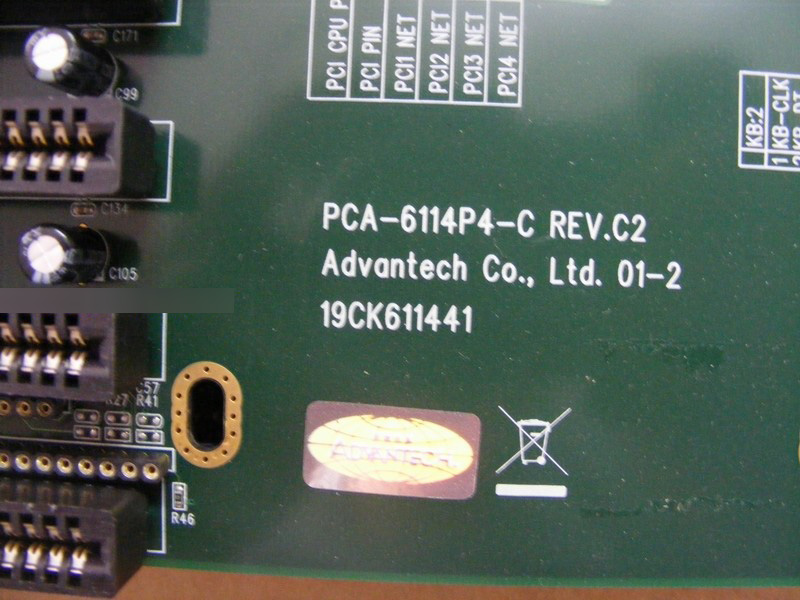 C171
C99
PCI CPU P
PCI PIN
PCI1 NET
PCI2 NET
PCI3 NET
PCI4 NET
KB:2
1 KB-CLK
C134
C105
PCA-6114P4-C REV.C2
Advantech Co., Ltd. 01-2
19CK611441
C57
R27 R41
ADVANTECH
R46